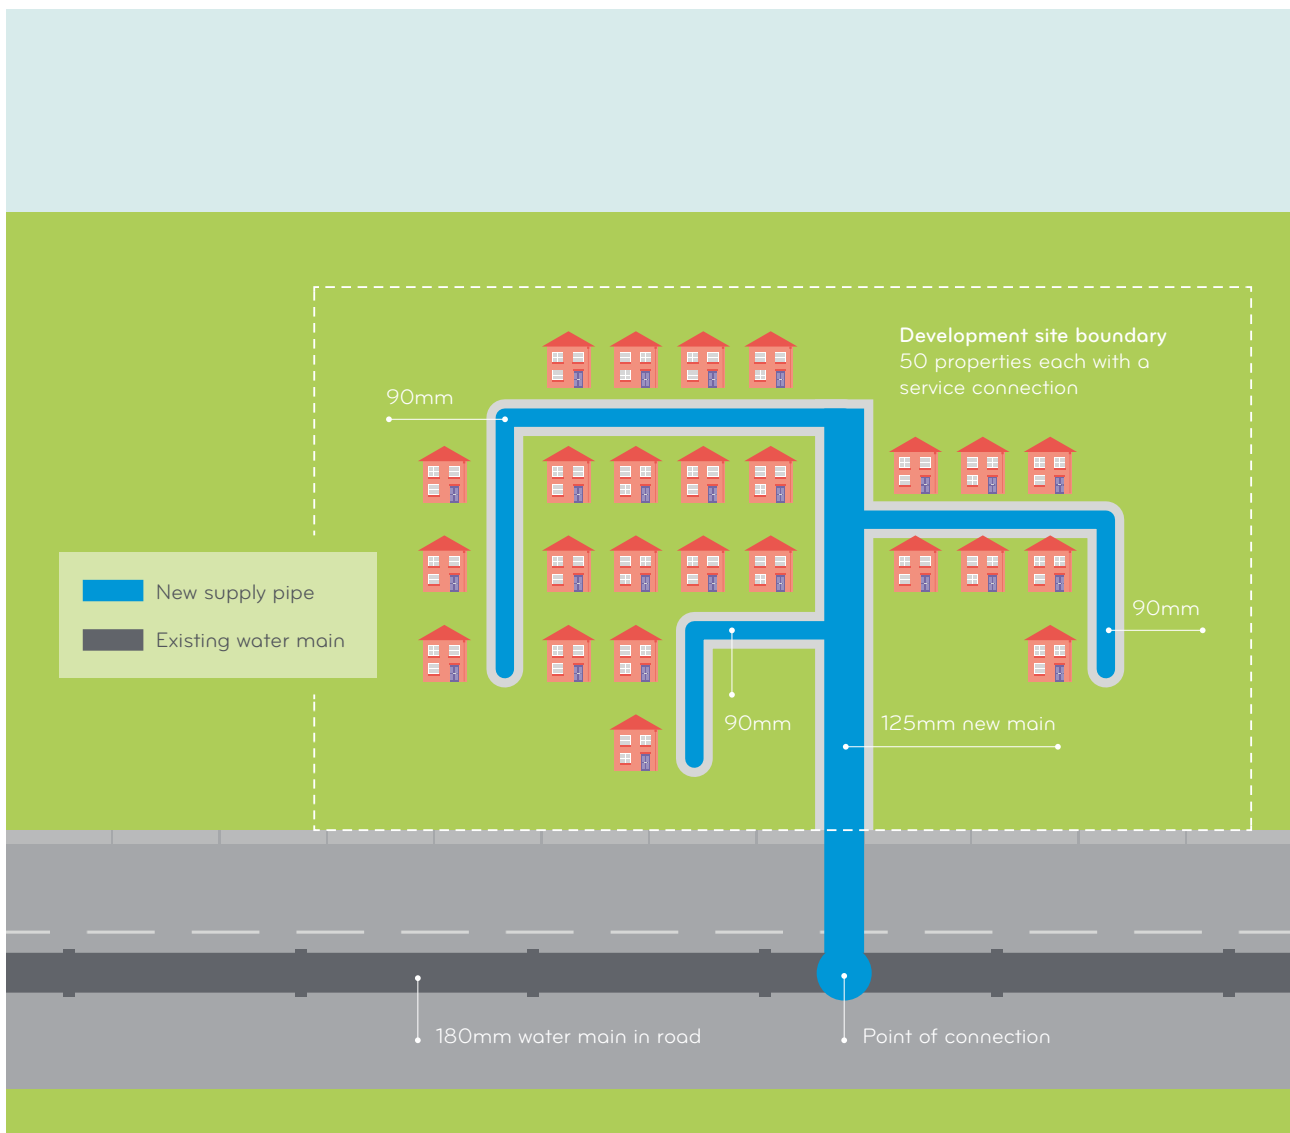 Development site boundary
50 properties each with a
service connection
90mm
New supply pipe
Existing water main
90mm
90mm
125mm new main
180mm water main in road
Point of connection